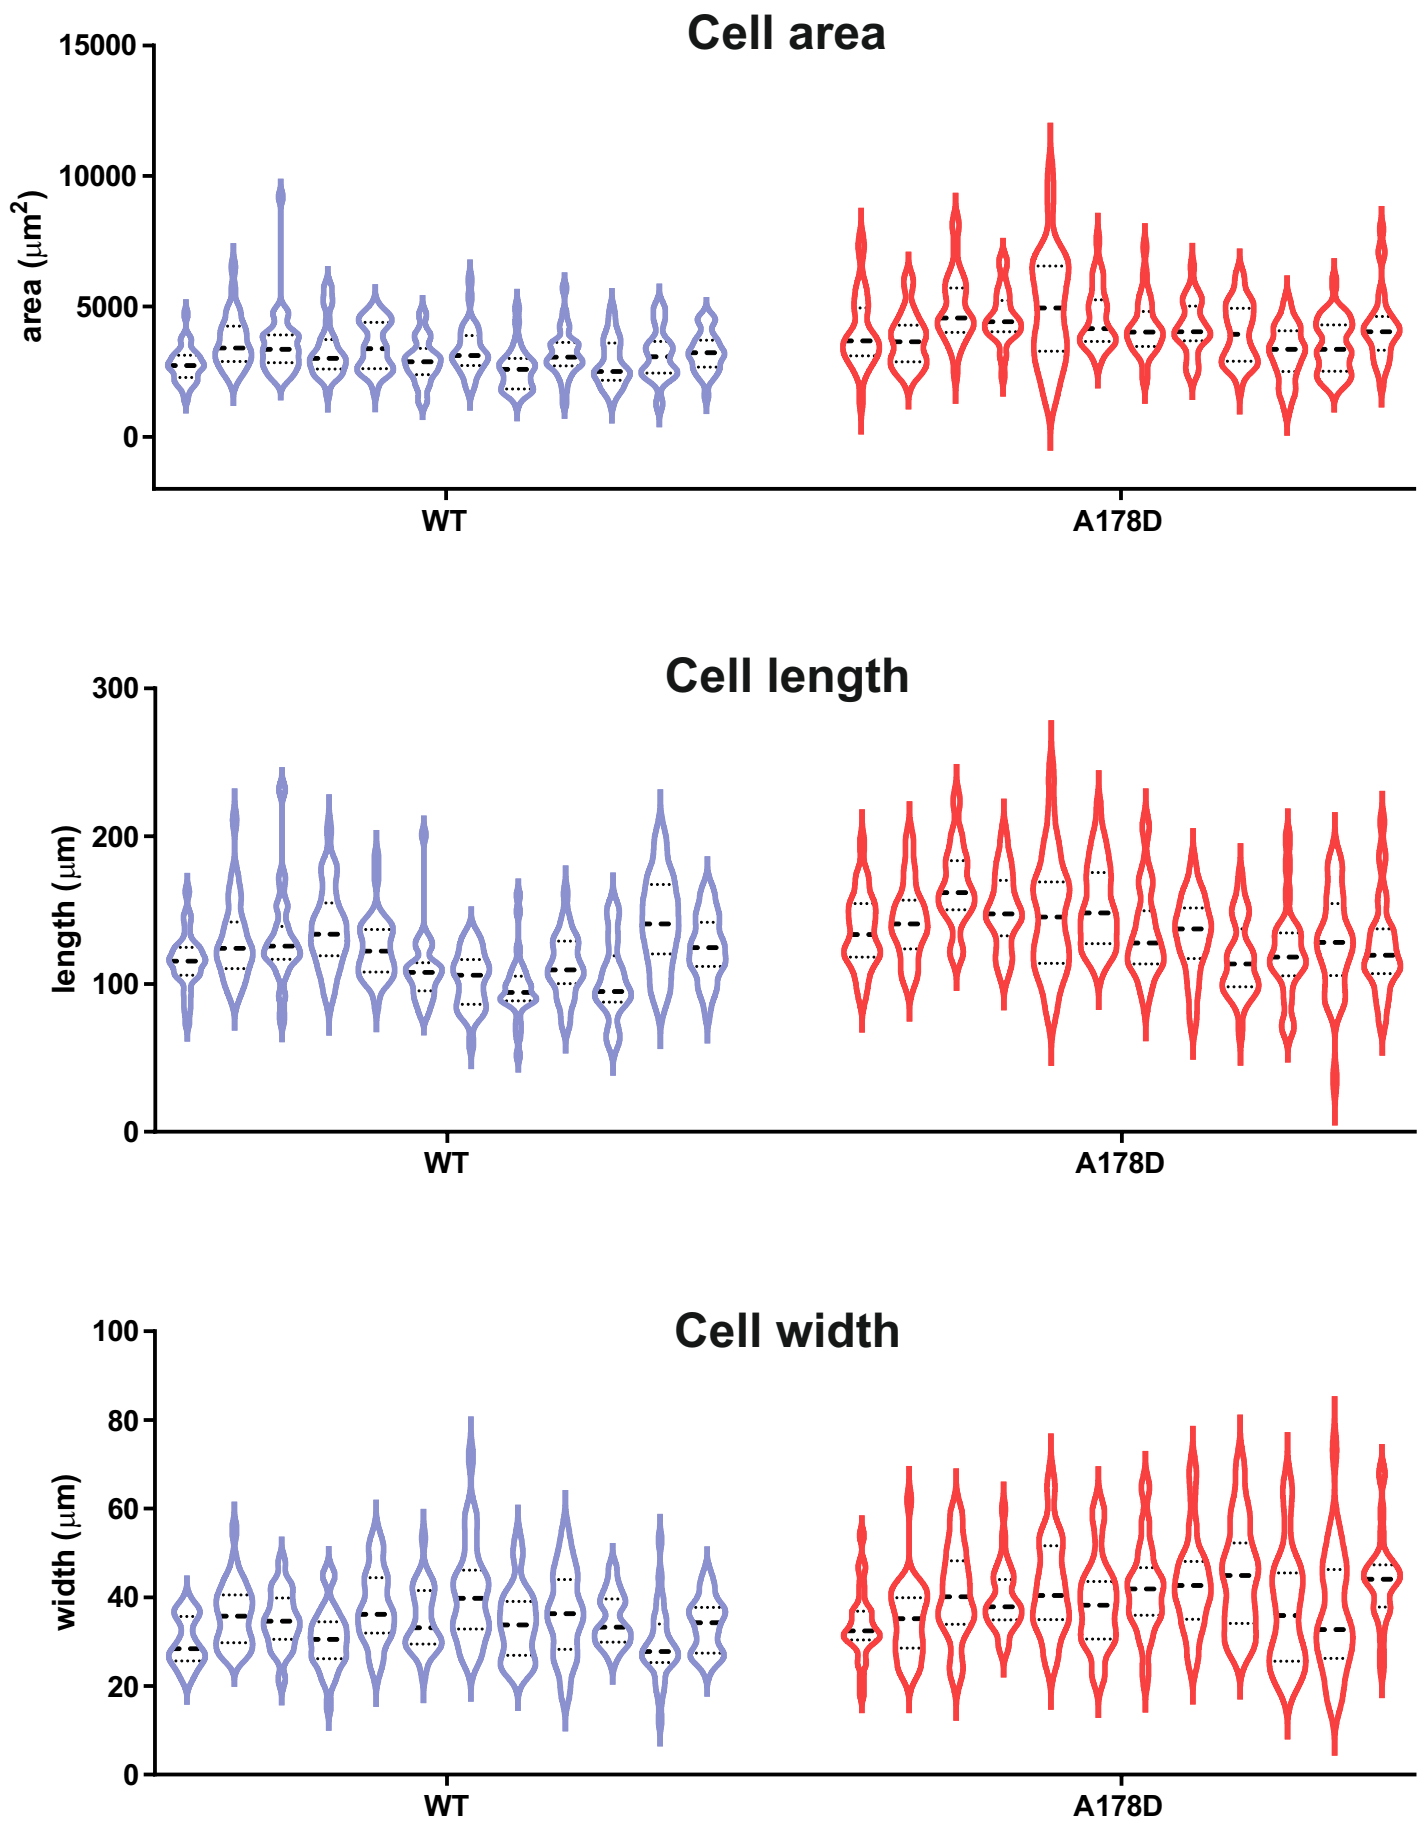 Cell area
15000
10000
5000
0
area (μm²)
WT A178D
Cell length
300
200
100
0
length (μm)
WT A178D
Cell width
100
80
60
40
20
0
width (μm)
WT A178D